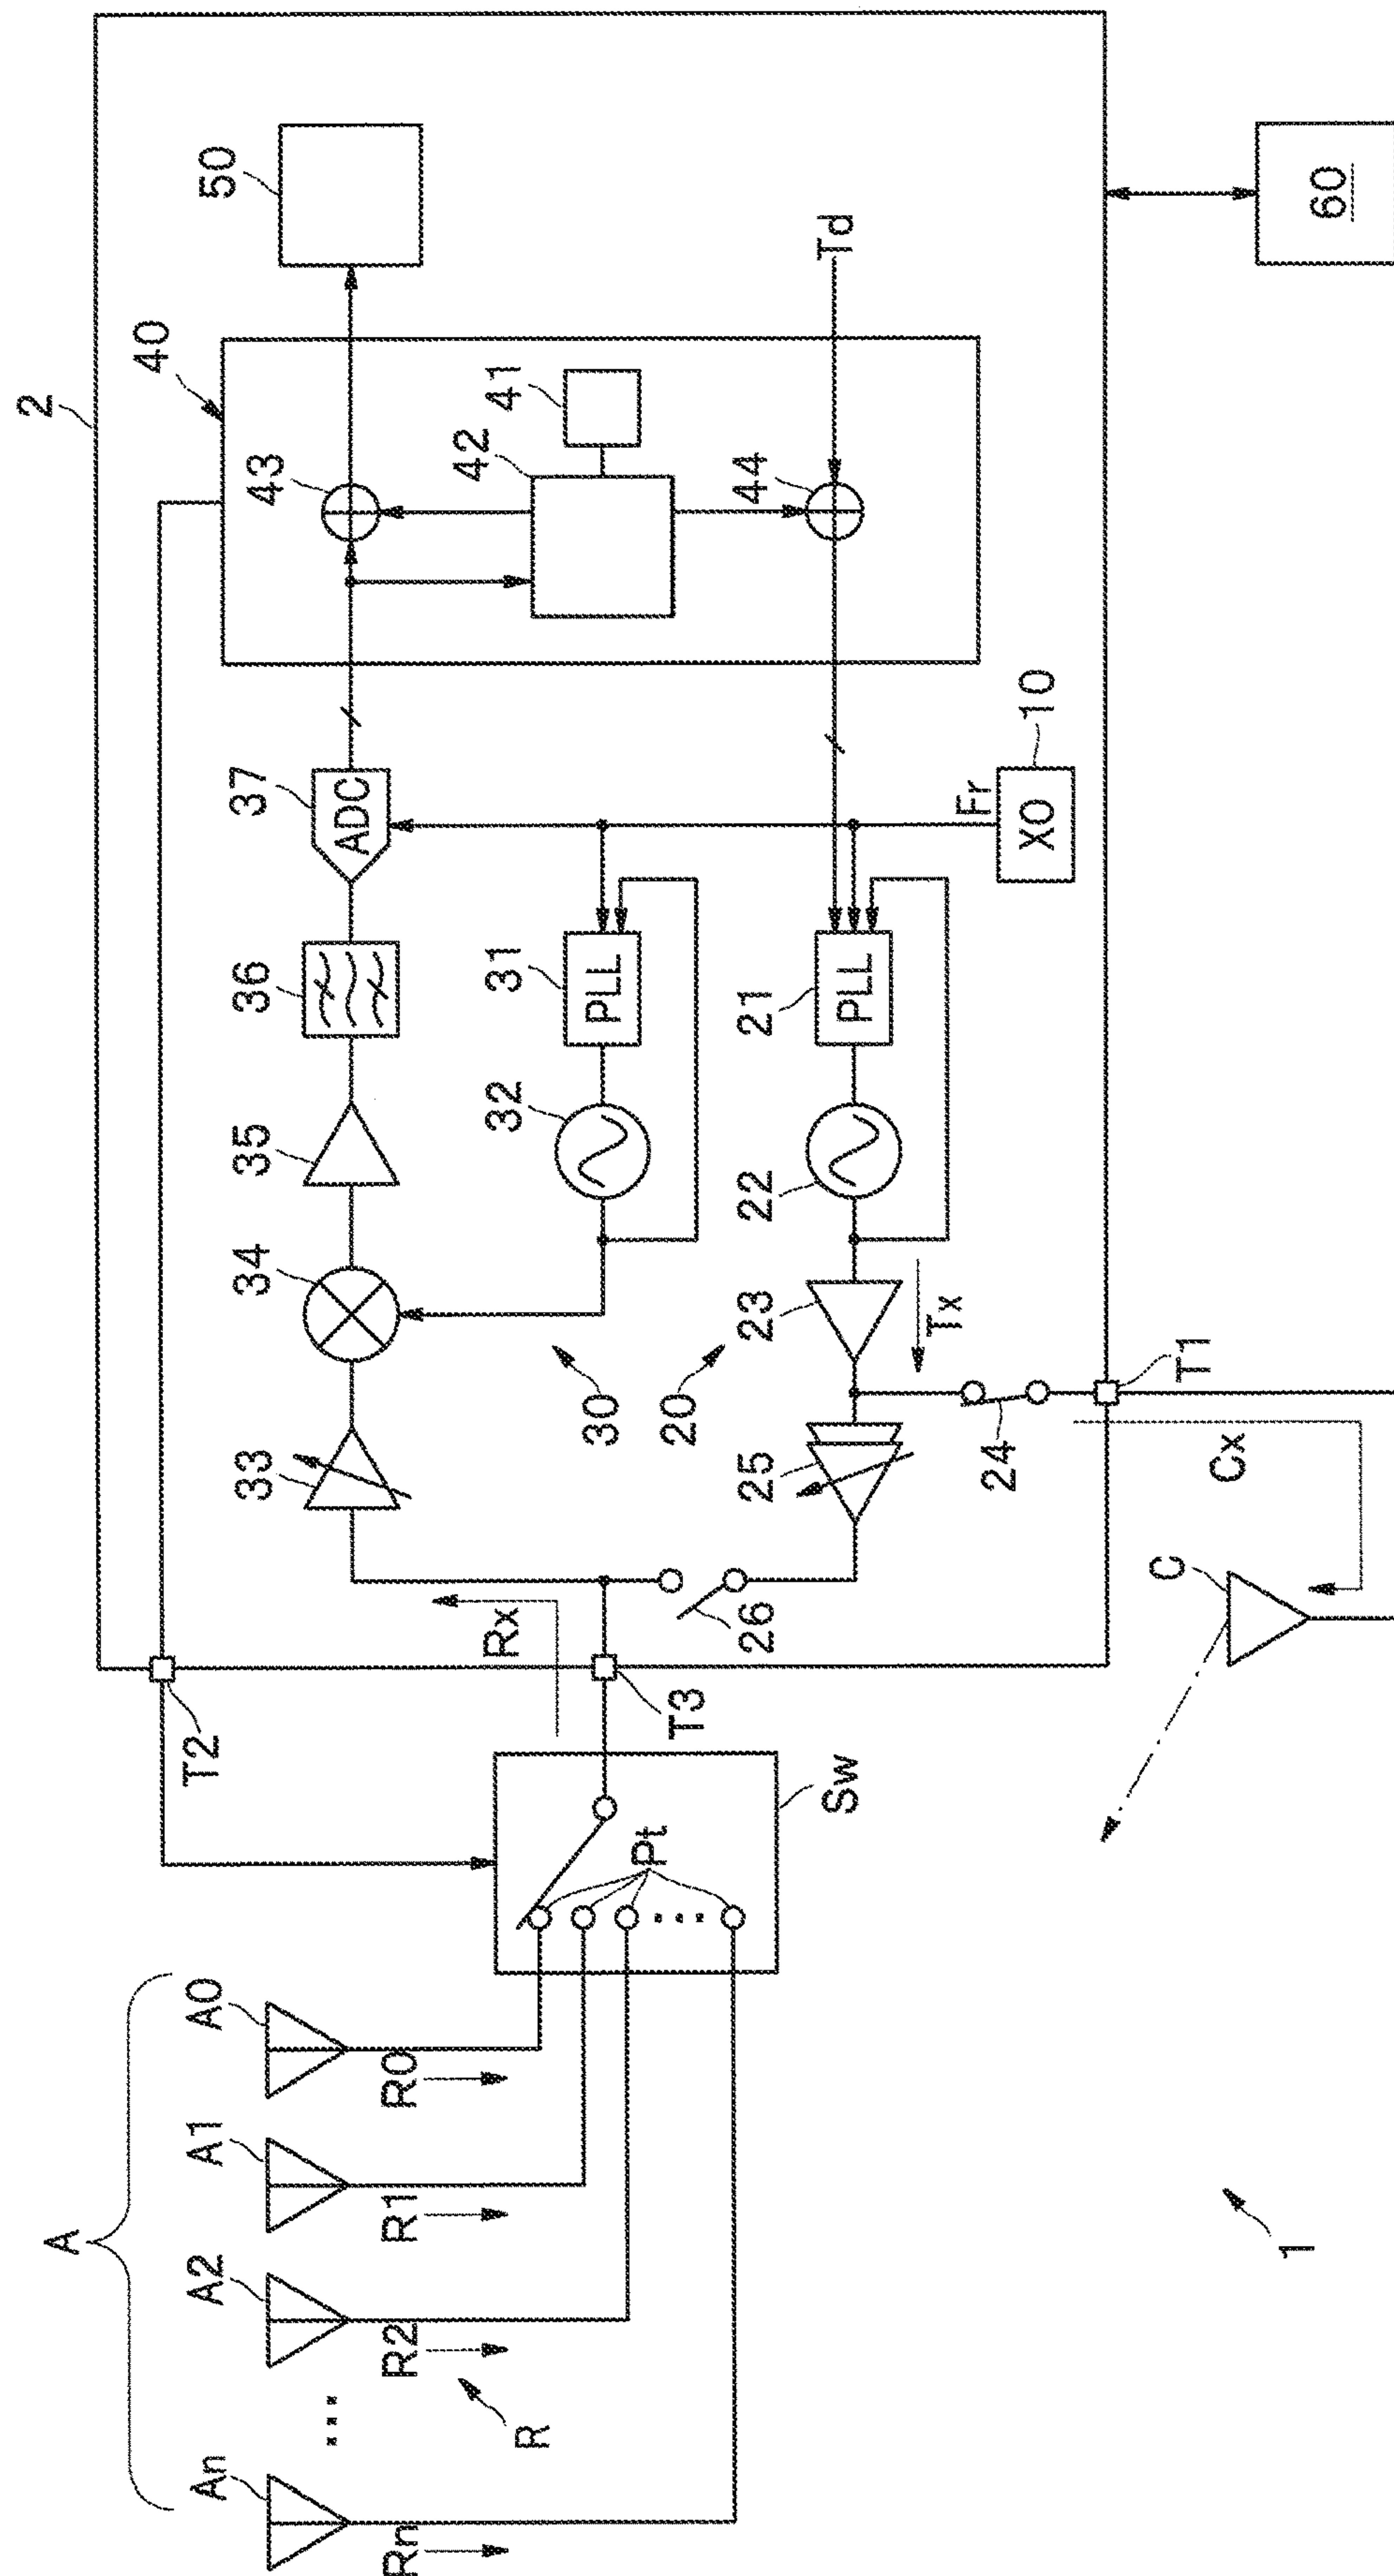 2
40
50
43
42
41
44
Td
60
37
ADC
36
35
34
33
31
PLL
32
30
21
PLL
22
23
20
Tx
25
24
26
Fr
XO
10
T1
Cx
C
Rx
T2
T3
Sw
Pt
A
A0
A1
A2
An
R0
R1
R2
Rn
R
1